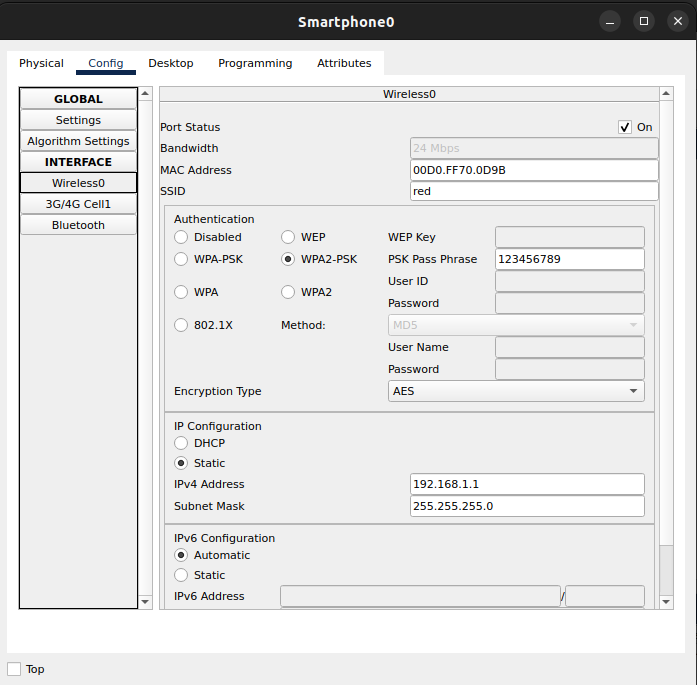 Smartphone0
Physical Config Desktop Programming Attributes
GLOBAL
Settings
Algorithm Settings
INTERFACE
Wireless0
3G/4G Cell1
Bluetooth
Wireless0
Port Status On
Bandwidth 24 Mbps
MAC Address 00D0.FF70.0D9B
SSID red
Authentication
Disabled WEP WEP Key
WPA-PSK WPA2-PSK PSK Pass Phrase 123456789
User ID
WPA WPA2 Password
802.1X Method: MD5
User Name
Password
Encryption Type AES
IP Configuration
DHCP
Static
IPv4 Address 192.168.1.1
Subnet Mask 255.255.255.0
IPv6 Configuration
Automatic
Static
IPv6 Address /
Top